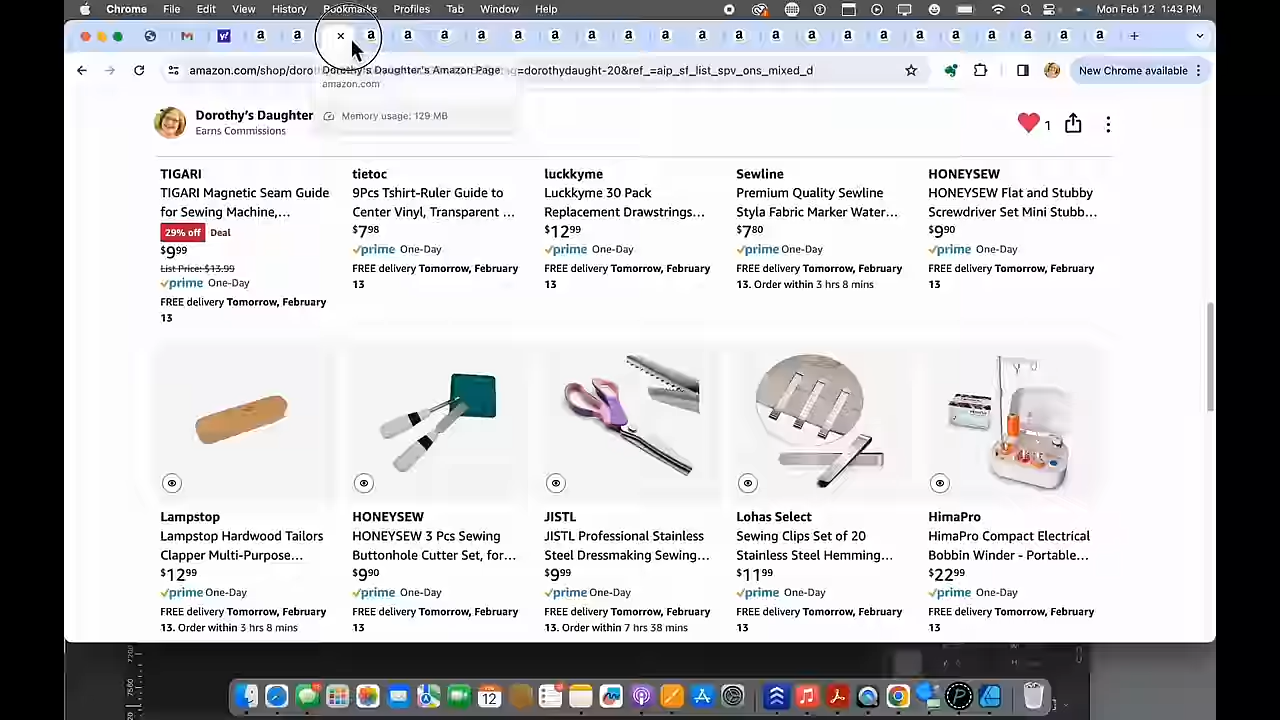 Chrome File Edit View History Bookmarks Profiles Tab Window Help Mon Feb 12 1:43 PM
amazon.com/shop/doro tag=dorothydaught-20&ref_=aip_sf_list_spv_ons_mixed_d
New Chrome available
Dorothy's Daughter's Amazon Page
amazon.com
Memory usage: 129 MB
Dorothy's Daughter
Earns Commissions
1
TIGARI
TIGARI Magnetic Seam Guide
for Sewing Machine,...
29% off Deal
$9.99
List Price: $13.99
prime One-Day
FREE delivery Tomorrow, February
13
tietoc
9Pcs Tshirt-Ruler Guide to
Center Vinyl, Transparent ...
$7.98
prime One-Day
FREE delivery Tomorrow, February
13
luckkyme
Luckkyme 30 Pack
Replacement Drawstrings...
$12.99
prime One-Day
FREE delivery Tomorrow, February
13
Sewline
Premium Quality Sewline
Styla Fabric Marker Water...
$7.80
prime One-Day
FREE delivery Tomorrow, February
13. Order within 3 hrs 8 mins
HONEYSEW
HONEYSEW Flat and Stubby
Screwdriver Set Mini Stubb...
$9.90
prime One-Day
FREE delivery Tomorrow, February
13
Lampstop
Lampstop Hardwood Tailors
Clapper Multi-Purpose...
$12.99
prime One-Day
FREE delivery Tomorrow, February
13. Order within 3 hrs 8 mins
HONEYSEW
HONEYSEW 3 Pcs Sewing
Buttonhole Cutter Set, for...
$9.90
prime One-Day
FREE delivery Tomorrow, February
13
JISTL
JISTL Professional Stainless
Steel Dressmaking Sewing...
$9.99
prime One-Day
FREE delivery Tomorrow, February
13. Order within 7 hrs 38 mins
Lohas Select
Sewing Clips Set of 20
Stainless Steel Hemming...
$11.99
prime One-Day
FREE delivery Tomorrow, February
13
HimaPro
HimaPro Compact Electrical
Bobbin Winder - Portable...
$22.99
prime One-Day
FREE delivery Tomorrow, February
13